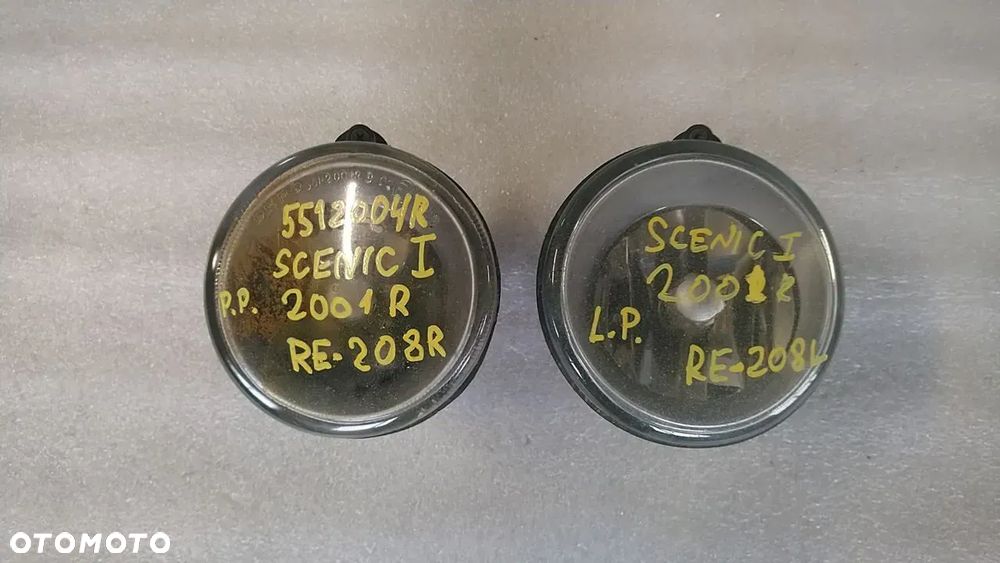 5512004R
SCENIC I
P.P. 2001 R
RE-208R
SCENIC I
2001 R
L.P.
RE-208L
OTOMOTO